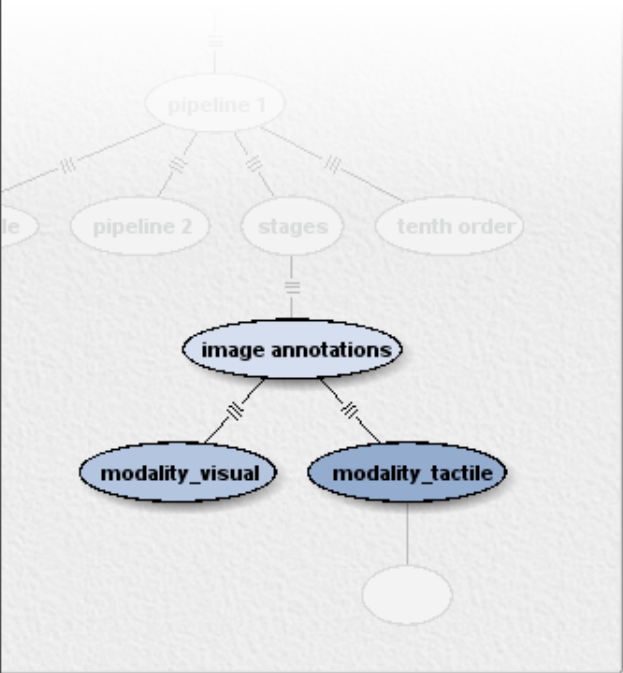 pipeline 1
le
pipeline 2
stages
tenth order
image annotations
modality_visual
modality_tactile